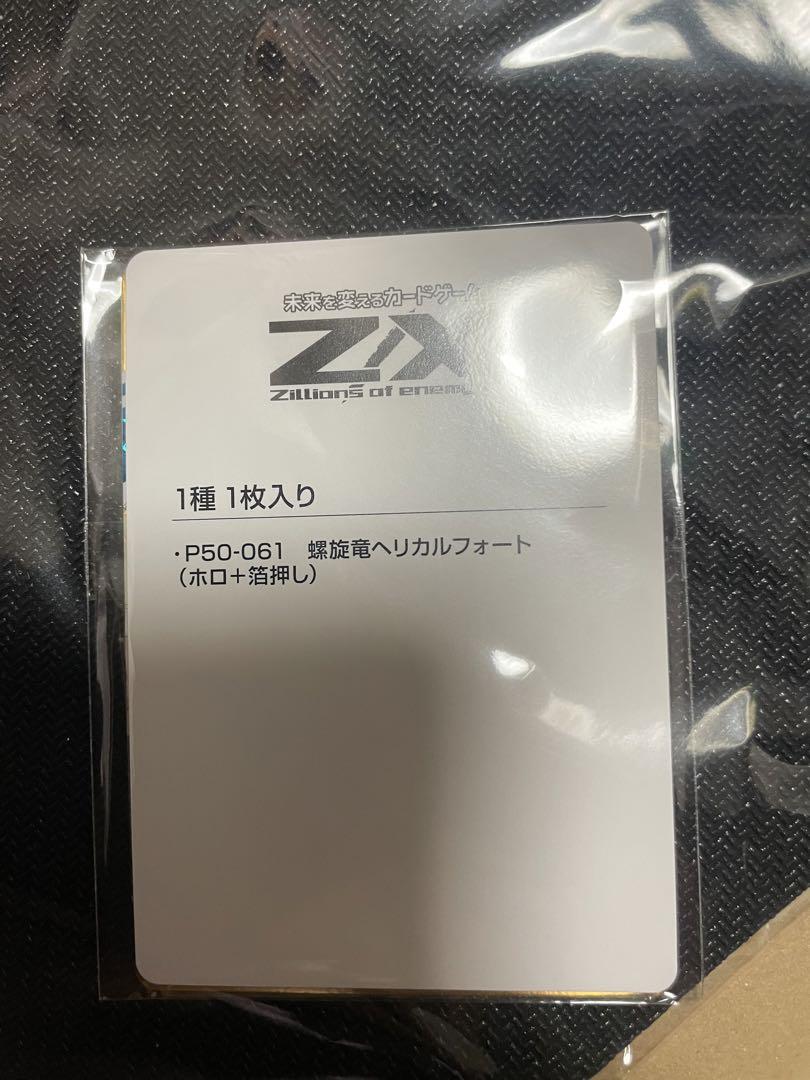 未来を変えるカードゲーム
Z/X
Zillions of enemy
1種 1枚入り
・P50-061 螺旋竜ヘリカルフォート
（ホロ＋箔押し）